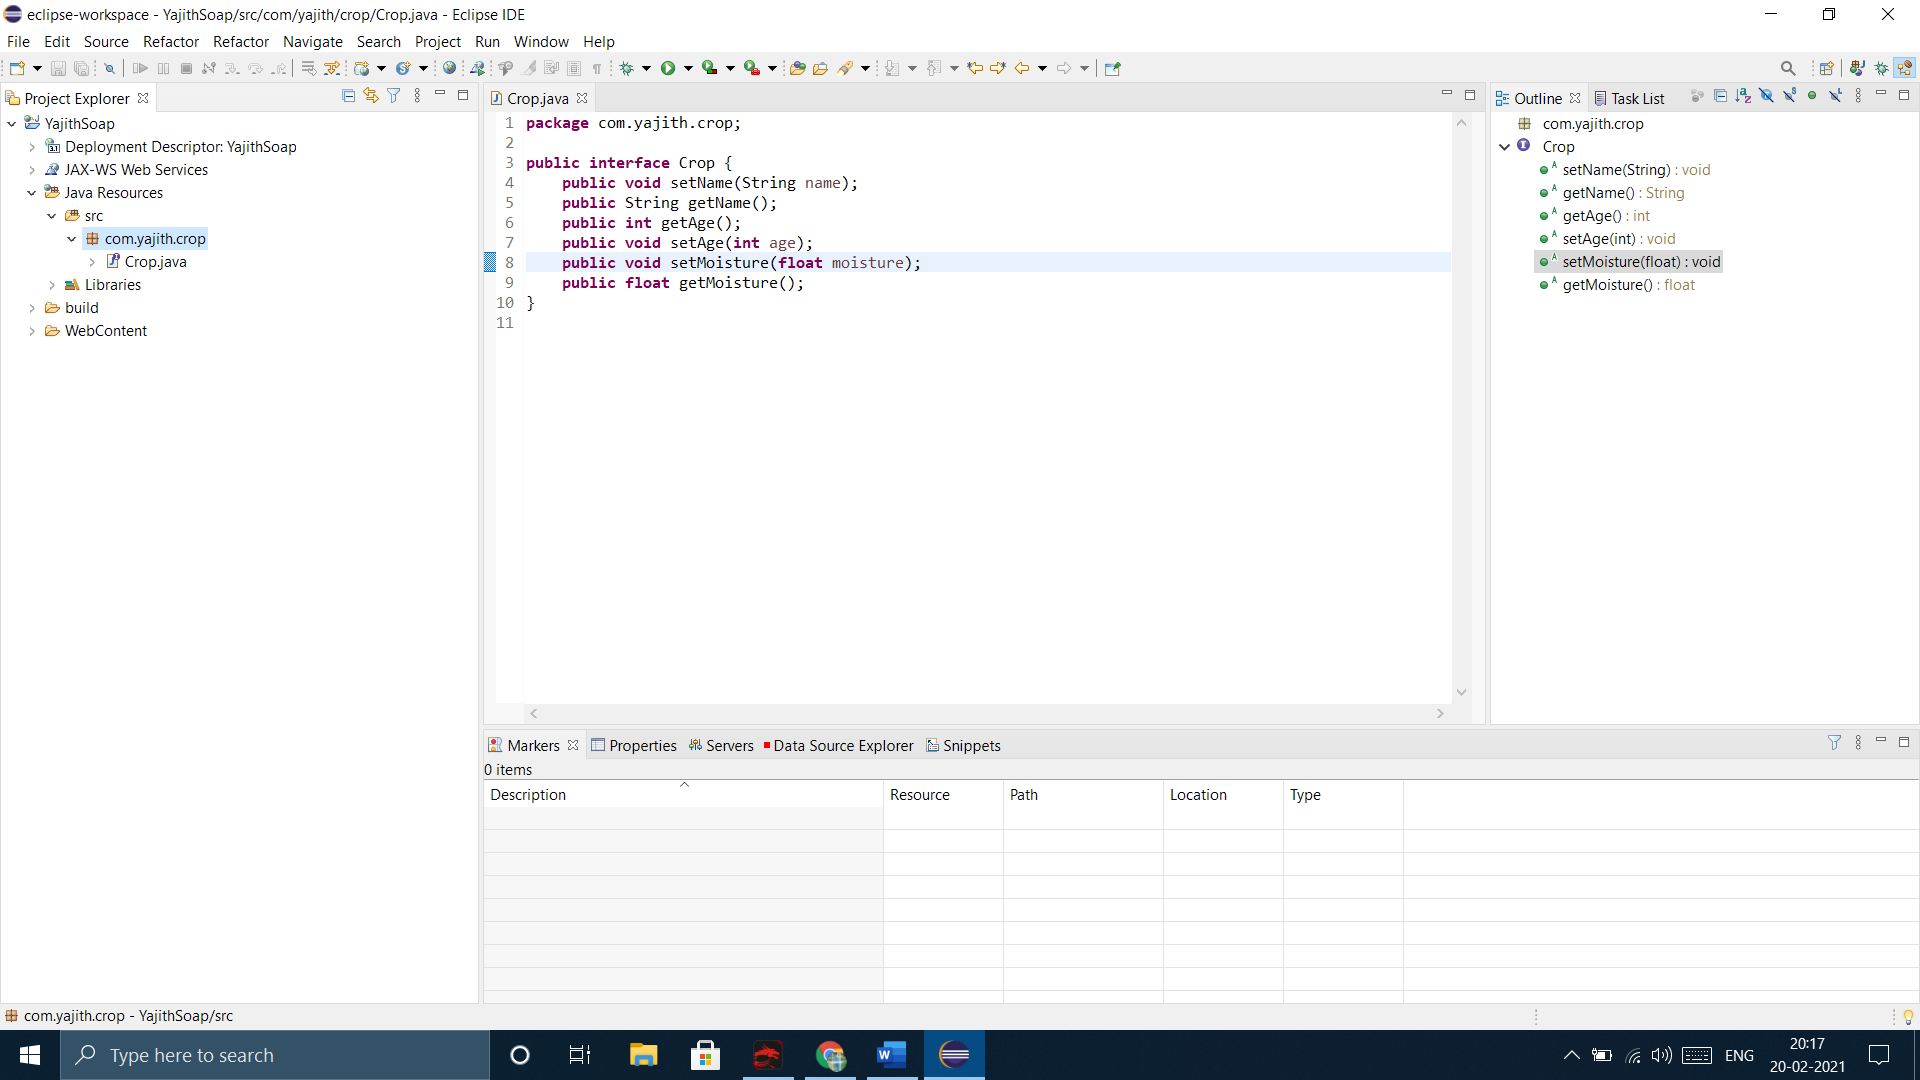 eclipse-workspace - YajithSoap/src/com/yajith/crop/Crop.java - Eclipse IDE
File Edit Source Refactor Refactor Navigate Search Project Run Window Help
Project Explorer
YajithSoap
Deployment Descriptor: YajithSoap
JAX-WS Web Services
Java Resources
src
com.yajith.crop
Crop.java
Libraries
build
WebContent
Crop.java
1 package com.yajith.crop;
2
3 public interface Crop {
4 public void setName(String name);
5 public String getName();
6 public int getAge();
7 public void setAge(int age);
8 public void setMoisture(float moisture);
9 public float getMoisture();
10 }
11
Outline Task List
com.yajith.crop
Crop
setName(String) : void
getName() : String
getAge() : int
setAge(int) : void
setMoisture(float) : void
getMoisture() : float
Markers Properties Servers Data Source Explorer Snippets
0 items
Description Resource Path Location Type
com.yajith.crop - YajithSoap/src
Type here to search
ENG
20:17
20-02-2021